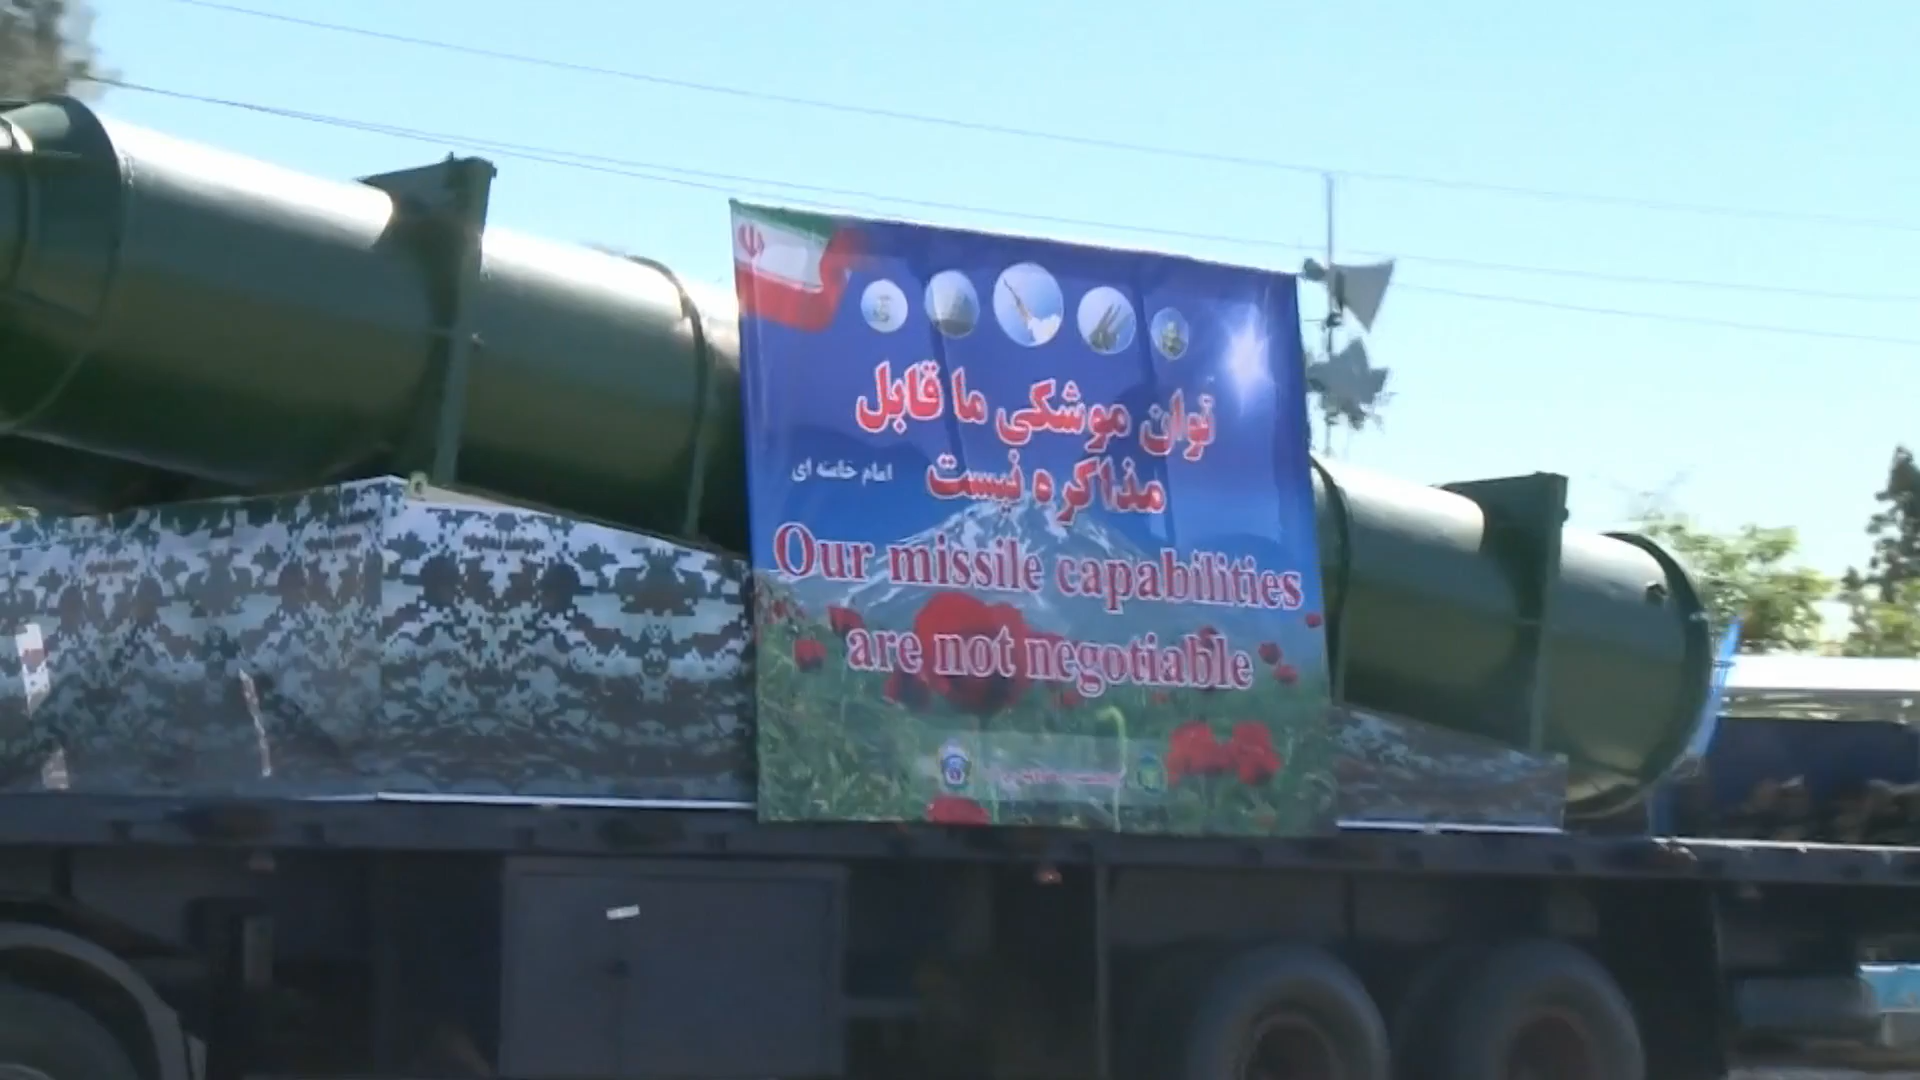 توان موشکی ما قابل
مذاکره نیست
امام خامنه ای
Our missile capabilities
are not negotiable